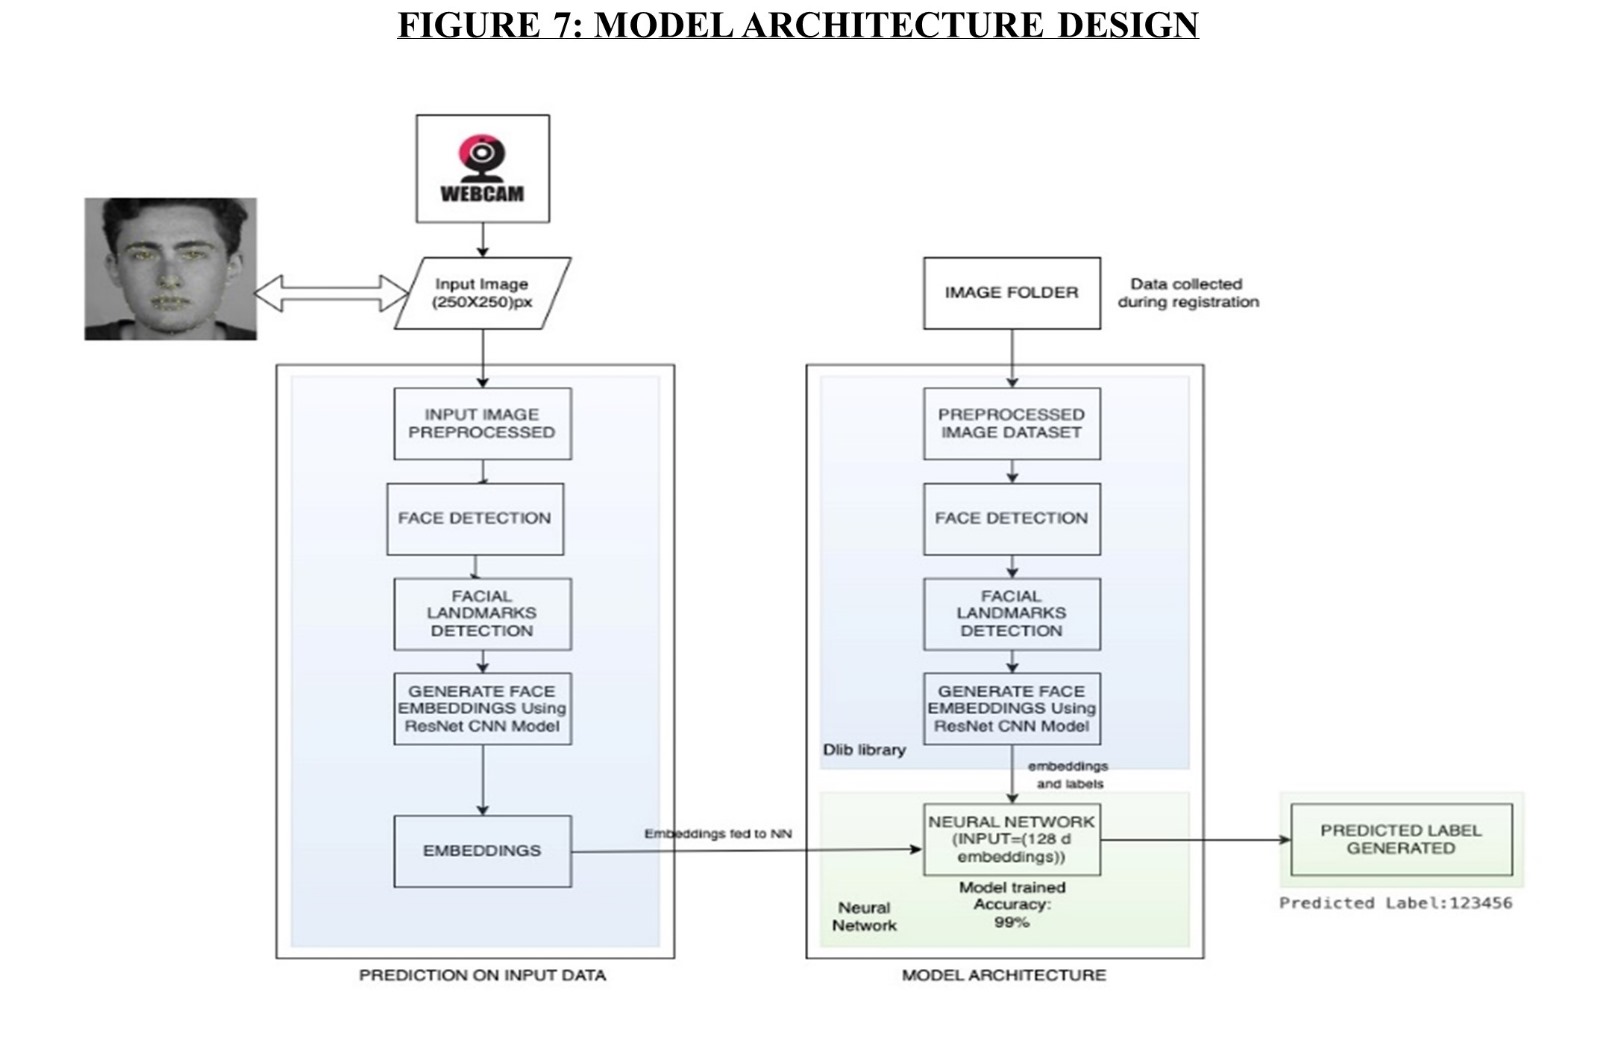 FIGURE 7: MODEL ARCHITECTURE DESIGN
WEBCAM
Input Image
(250X250)px
INPUT IMAGE
PREPROCESSED
FACE DETECTION
FACIAL
LANDMARKS
DETECTION
GENERATE FACE
EMBEDDINGS Using
ResNet CNN Model
EMBEDDINGS
Embeddings fed to NN
PREDICTION ON INPUT DATA
IMAGE FOLDER
Data collected
during registration
PREPROCESSED
IMAGE DATASET
FACE DETECTION
FACIAL
LANDMARKS
DETECTION
GENERATE FACE
EMBEDDINGS Using
ResNet CNN Model
Dlib library
embeddings
and labels
NEURAL NETWORK
(INPUT=(128 d
embeddings))
Model trained
Accuracy:
99%
Neural
Network
MODEL ARCHITECTURE
PREDICTED LABEL
GENERATED
Predicted Label:123456